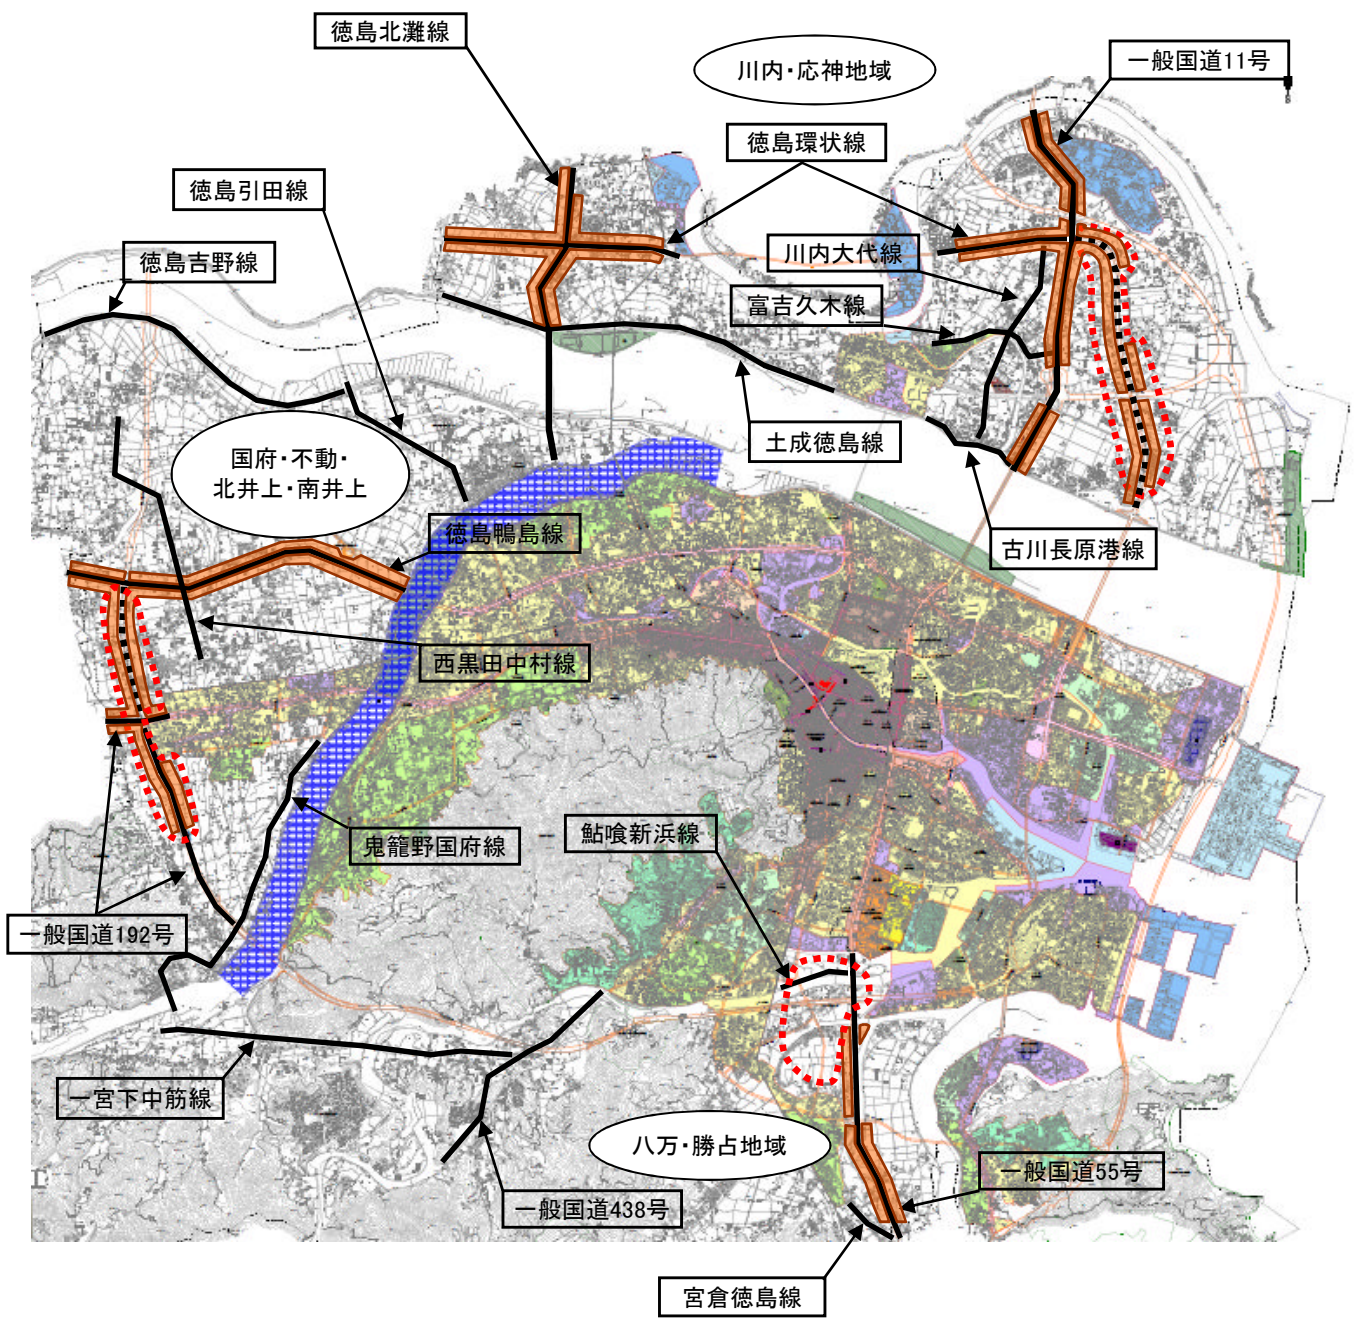 徳島北灘線
川内・応神地域
一般国道11号
徳島環状線
徳島引田線
川内大代線
徳島吉野線
富吉久木線
土成徳島線
国府・不動・
北井上・南井上
徳島鴨島線
古川長原港線
西黒田中村線
鬼籠野国府線
鮎喰新浜線
一般国道192号
一宮下中筋線
八万・勝占地域
一般国道55号
一般国道438号
宮倉徳島線